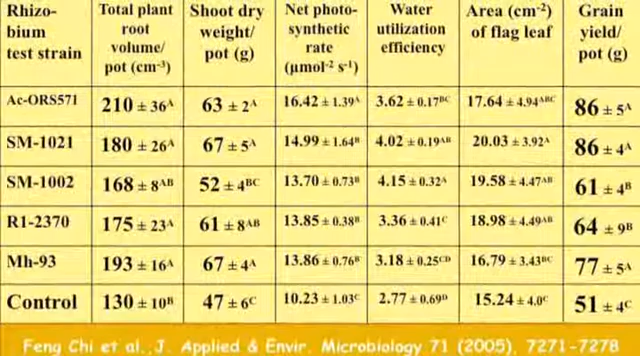 Rhizo- Total plant Shoot dry Net photo- Water Area (cm⁻²) Grain
bium root weight/ synthetic utilization of flag leaf yield/
test strain volume/ pot (g) rate efficiency pot (g)
pot (cm⁻³) (µmol⁻² s⁻¹)
Ac-ORS571 210 ± 36ᴬ 63 ± 2ᴬ 16.42 ± 1.39ᴬ 3.62 ± 0.17ᴮᶜ 17.64 ± 4.94ᴬᴮᶜ 86 ± 5ᴬ
SM-1021 180 ± 26ᴬ 67 ± 5ᴬ 14.99 ± 1.64ᴮ 4.02 ± 0.19ᴬᴮ 20.03 ± 3.92ᴬ 86 ± 4ᴬ
SM-1002 168 ± 8ᴬᴮ 52 ± 4ᴮᶜ 13.70 ± 0.73ᴮ 4.15 ± 0.32ᴬ 19.58 ± 4.47ᴬᴮ 61 ± 4ᴮ
R1-2370 175 ± 23ᴬ 61 ± 8ᴬᴮ 13.85 ± 0.38ᴮ 3.36 ± 0.41ᶜ 18.98 ± 4.49ᴬᴮ 64 ± 9ᴮ
Mh-93 193 ± 16ᴬ 67 ± 4ᴬ 13.86 ± 0.76ᴮ 3.18 ± 0.25ᶜᴰ 16.79 ± 3.43ᴮᶜ 77 ± 5ᴬ
Control 130 ± 10ᴮ 47 ± 6ᶜ 10.23 ± 1.03ᶜ 2.77 ± 0.69ᴰ 15.24 ± 4.0ᶜ 51 ± 4ᶜ
Feng Chi et al.,J. Applied & Envir. Microbiology 71 (2005), 7271-7278